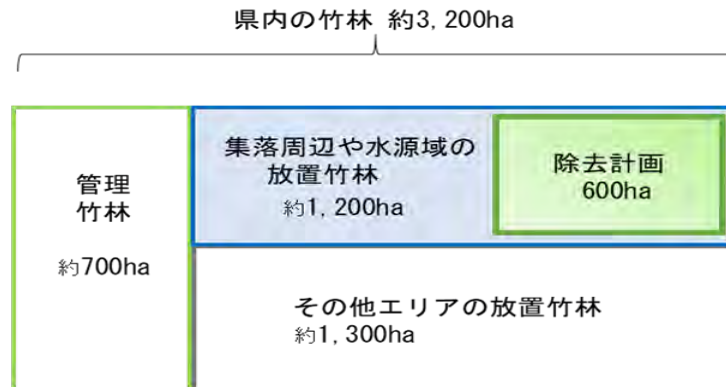 県内の竹林 約3,200ha
管理
竹林
約700ha
集落周辺や水源域の
放置竹林
約1,200ha
除去計画
600ha
その他エリアの放置竹林
約1,300ha